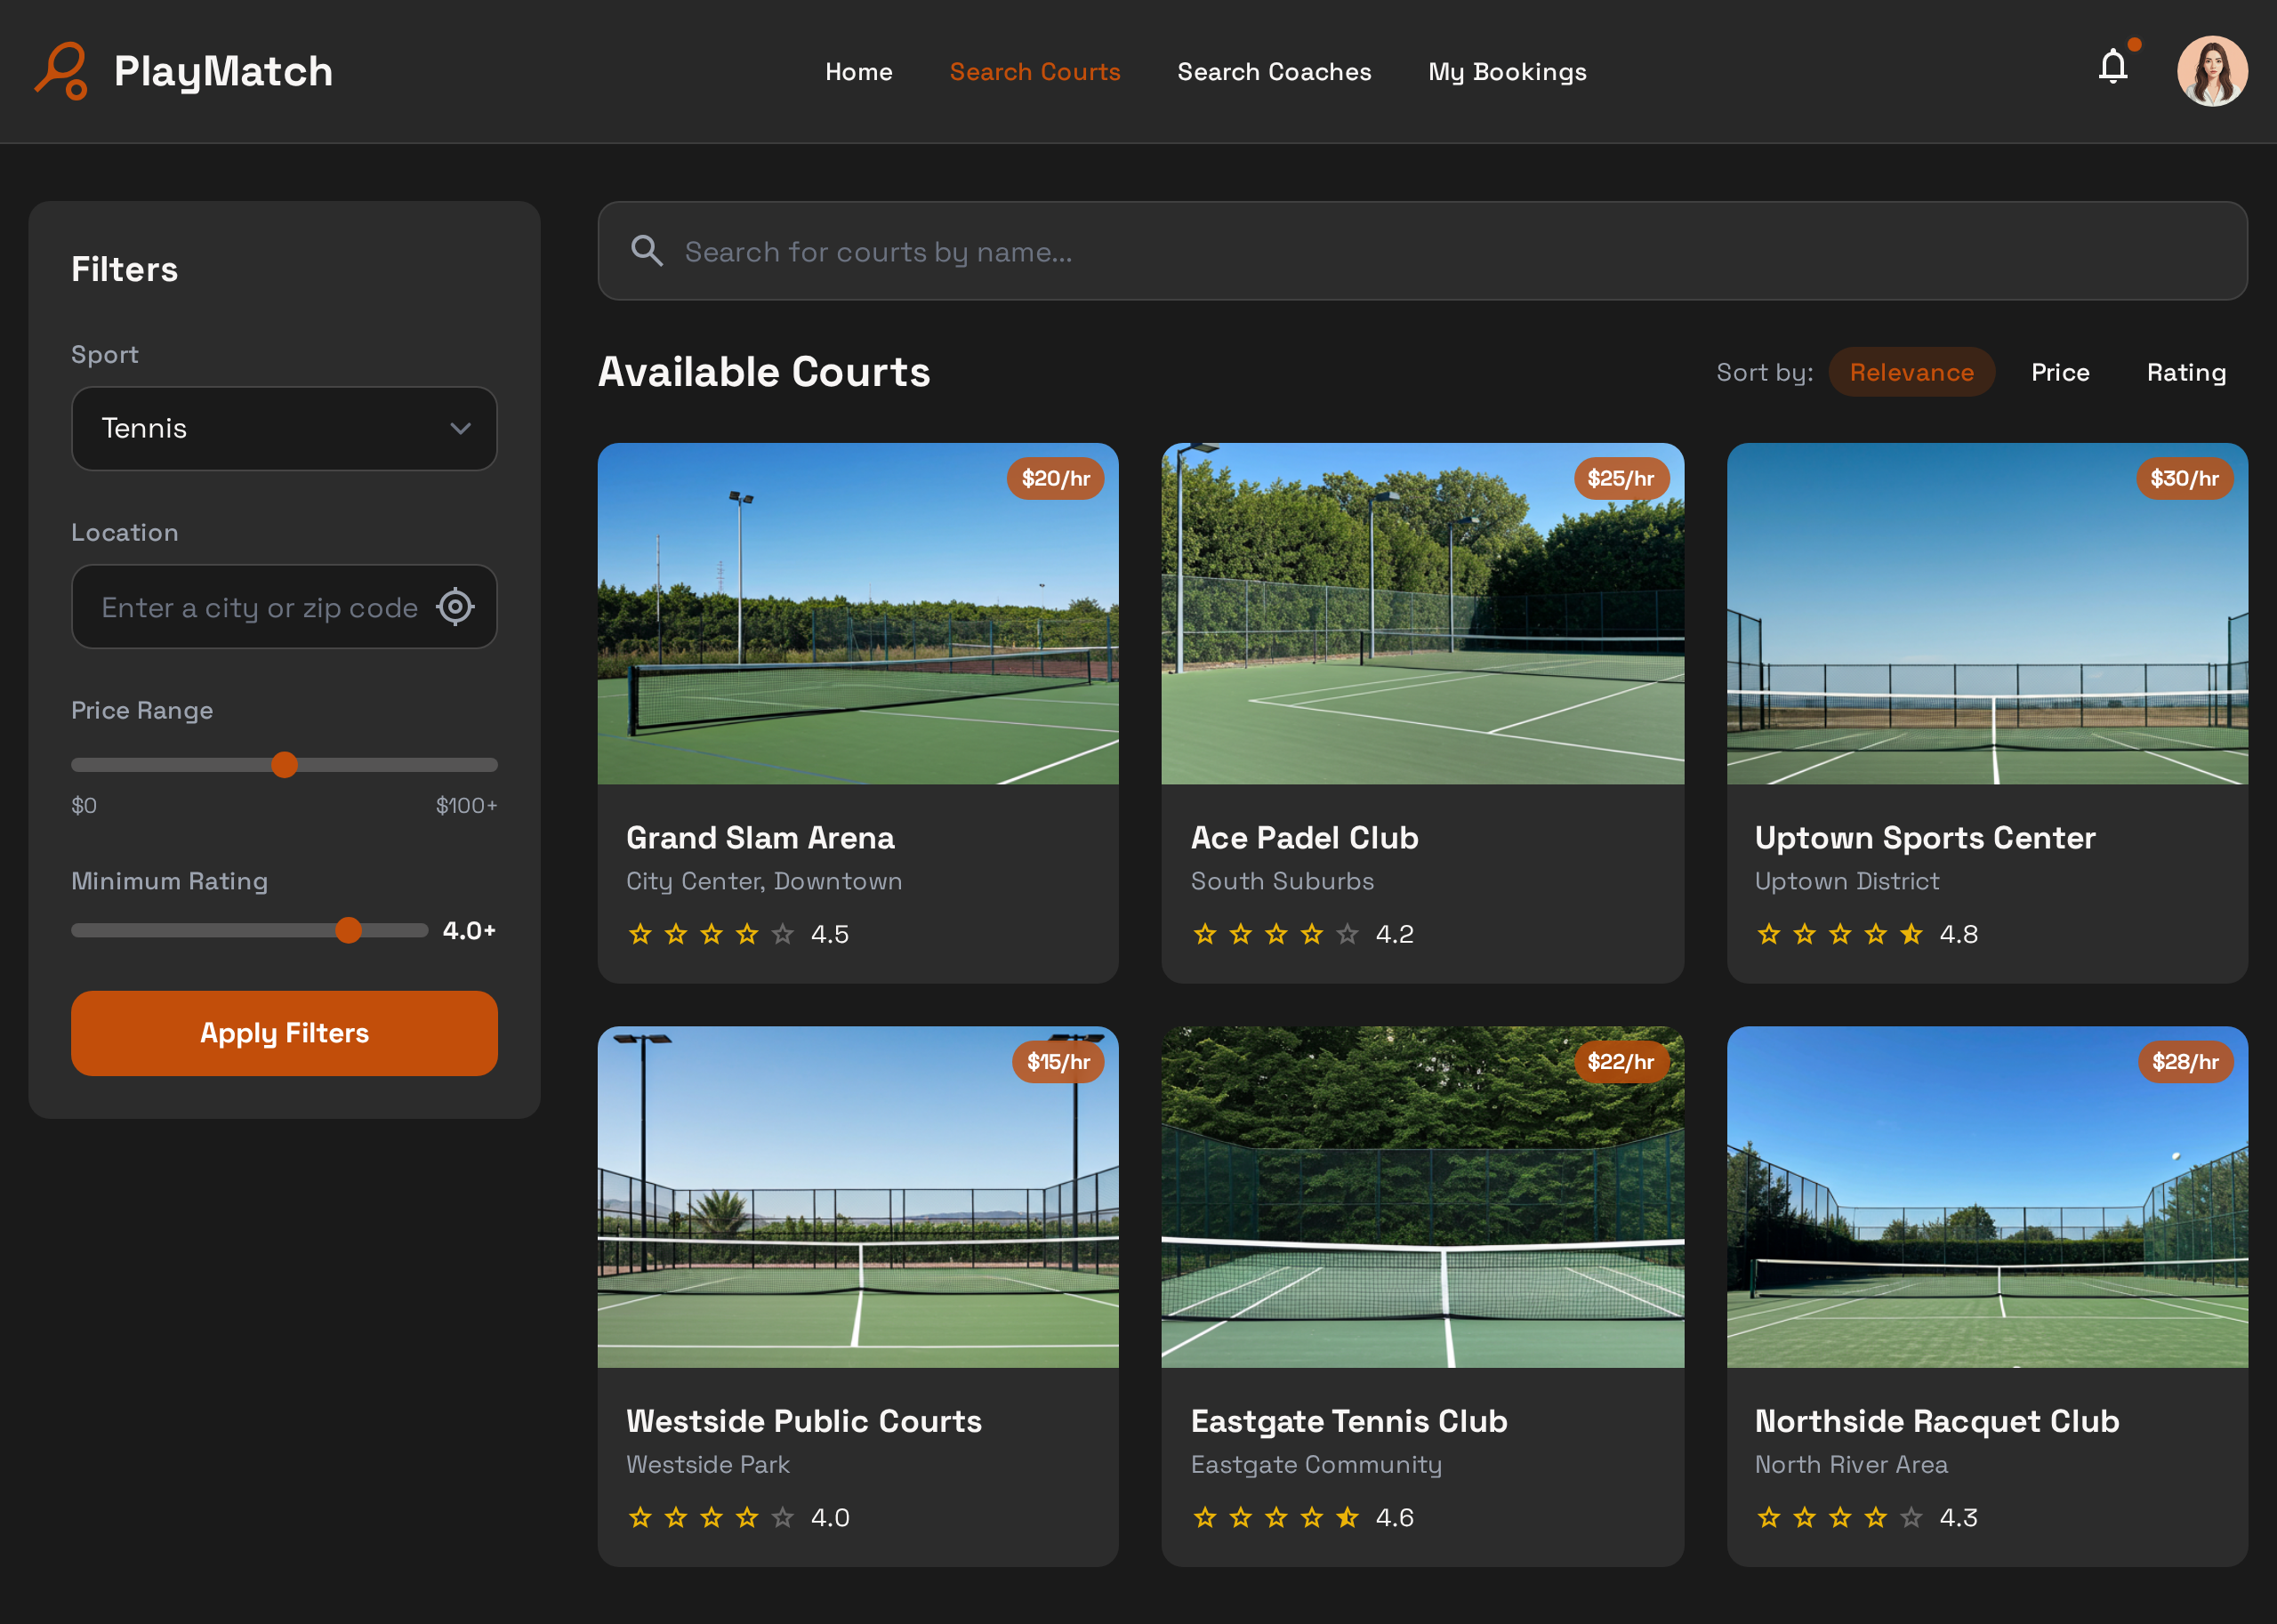 PlayMatch
Home
Search Courts
Search Coaches
My Bookings
Filters
Sport
Tennis
Location
Enter a city or zip code
Price Range
$0
$100+
Minimum Rating
4.0+
Apply Filters
Search for courts by name...
Available Courts
Sort by:
Relevance
Price
Rating
$20/hr
Grand Slam Arena
City Center, Downtown
4.5
$25/hr
Ace Padel Club
South Suburbs
4.2
$30/hr
Uptown Sports Center
Uptown District
4.8
$15/hr
Westside Public Courts
Westside Park
4.0
$22/hr
Eastgate Tennis Club
Eastgate Community
4.6
$28/hr
Northside Racquet Club
North River Area
4.3